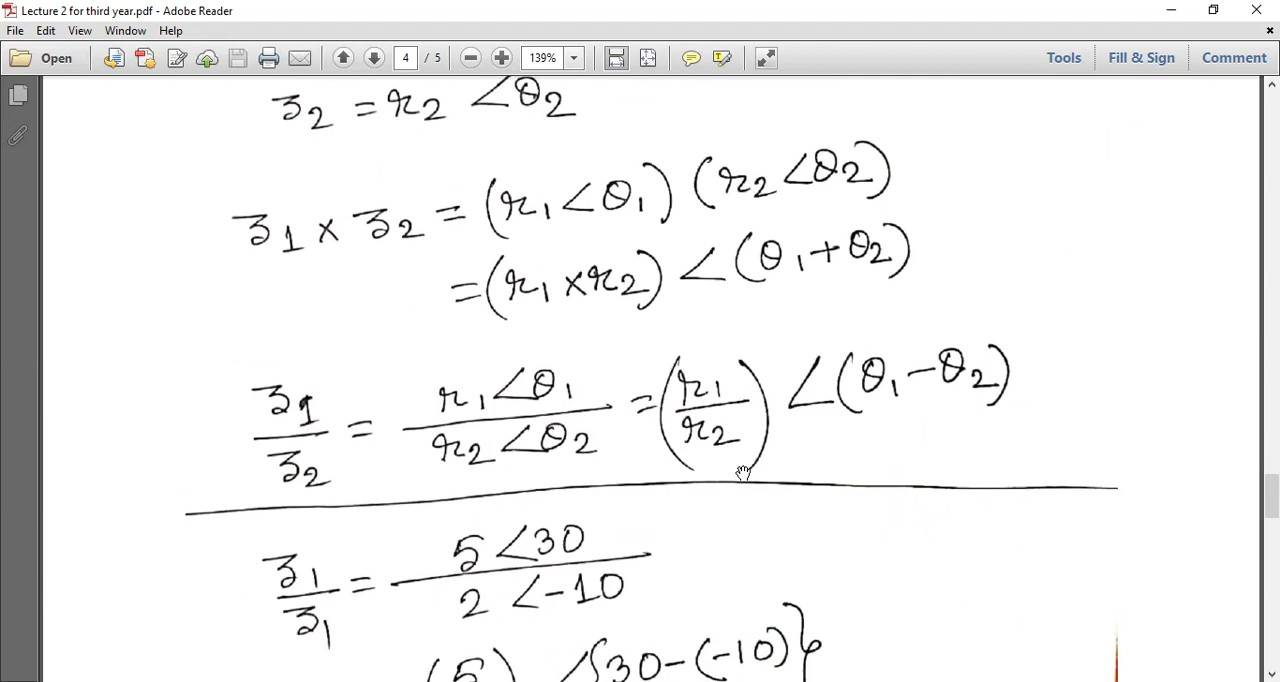 Lecture 2 for third year.pdf - Adobe Reader
File Edit View Window Help
Open 4 / 5 139% Tools Fill & Sign Comment
z2 = r2 ∠θ2
z1 × z2 = (r1 ∠θ1) (r2 ∠θ2)
= (r1 × r2) ∠(θ1 + θ2)
z1/z2 = r1∠θ1 / r2∠θ2 = (r1/r2) ∠(θ1 − θ2)
z1/z1 = 5 ∠30 / 2 ∠−10
(5) ∠{30 − (−10)}